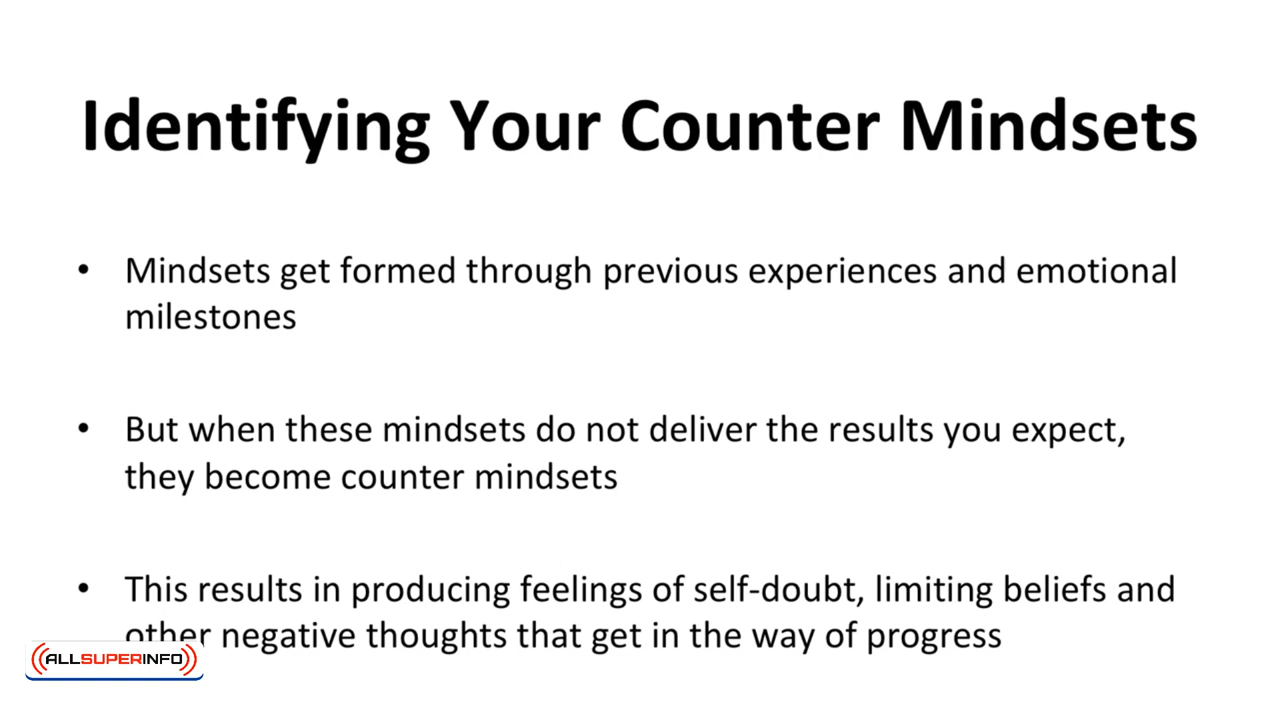 Identifying Your Counter Mindsets
• Mindsets get formed through previous experiences and emotional
milestones
• But when these mindsets do not deliver the results you expect,
they become counter mindsets
• This results in producing feelings of self-doubt, limiting beliefs and
other negative thoughts that get in the way of progress
ALLSUPERINFO